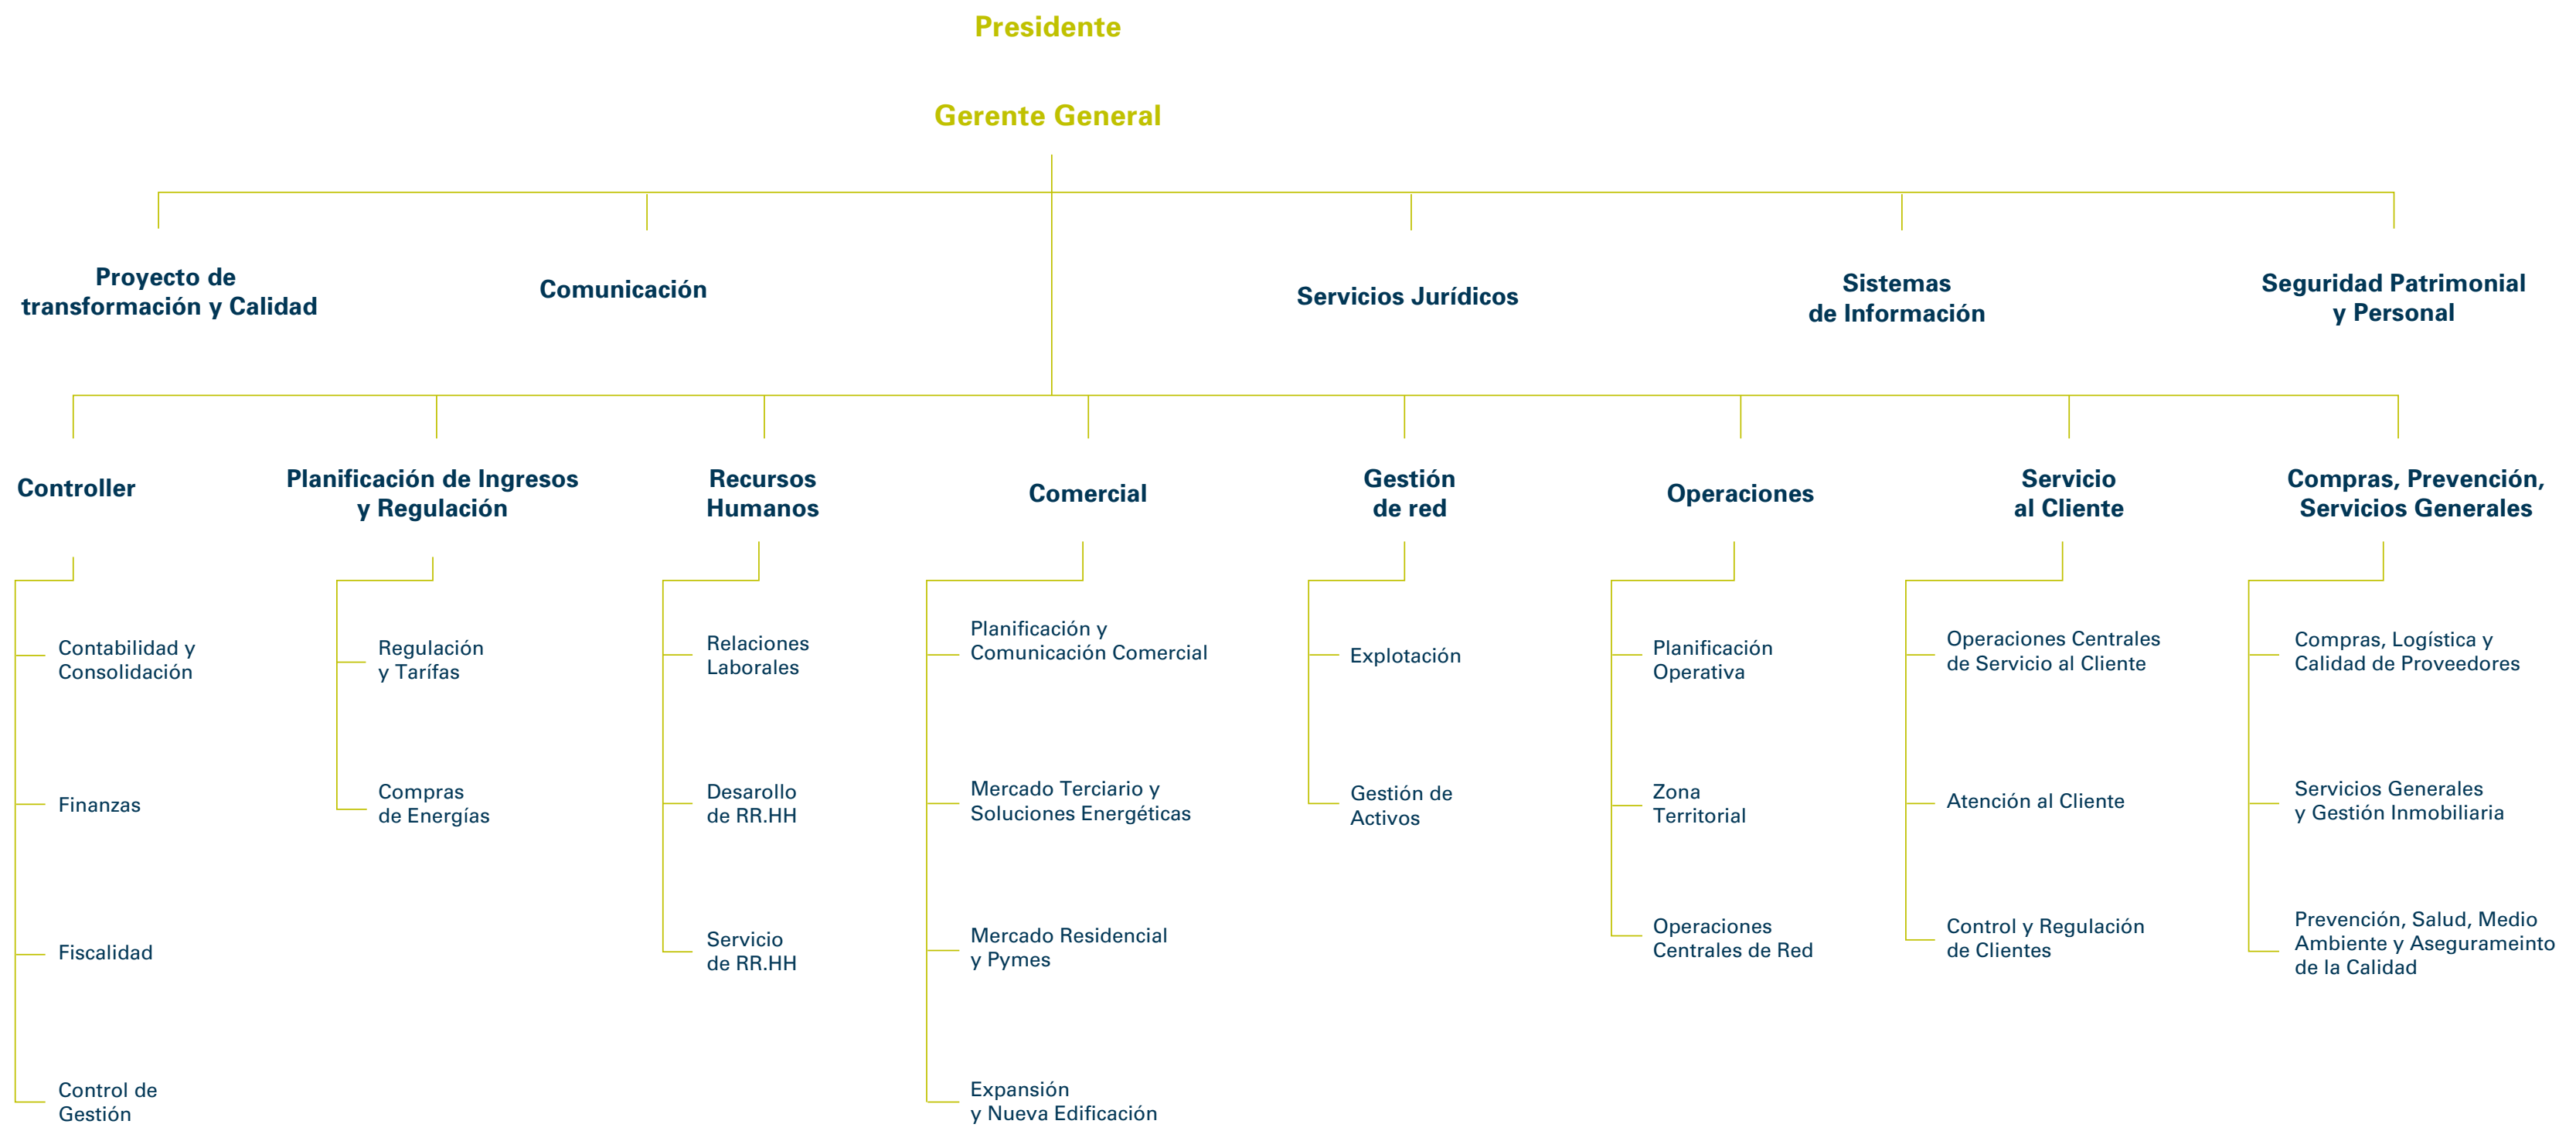 Presidente
Gerente General
Proyecto de
transformación y Calidad
Comunicación
Servicios Jurídicos
Sistemas
de Información
Seguridad Patrimonial
y Personal
Controller
Planificación de Ingresos
y Regulación
Recursos
Humanos
Comercial
Gestión
de red
Operaciones
Servicio
al Cliente
Compras, Prevención,
Servicios Generales
Contabilidad y
Consolidación
Finanzas
Fiscalidad
Control de
Gestión
Regulación
y Tarífas
Compras
de Energías
Relaciones
Laborales
Desarollo
de RR.HH
Servicio
de RR.HH
Planificación y
Comunicación Comercial
Mercado Terciario y
Soluciones Energéticas
Mercado Residencial
y Pymes
Expansión
y Nueva Edificación
Explotación
Gestión de
Activos
Planificación
Operativa
Zona
Territorial
Operaciones
Centrales de Red
Operaciones Centrales
de Servicio al Cliente
Atención al Cliente
Control y Regulación
de Clientes
Compras, Logística y
Calidad de Proveedores
Servicios Generales
y Gestión Inmobiliaria
Prevención, Salud, Medio
Ambiente y Asegurameinto
de la Calidad